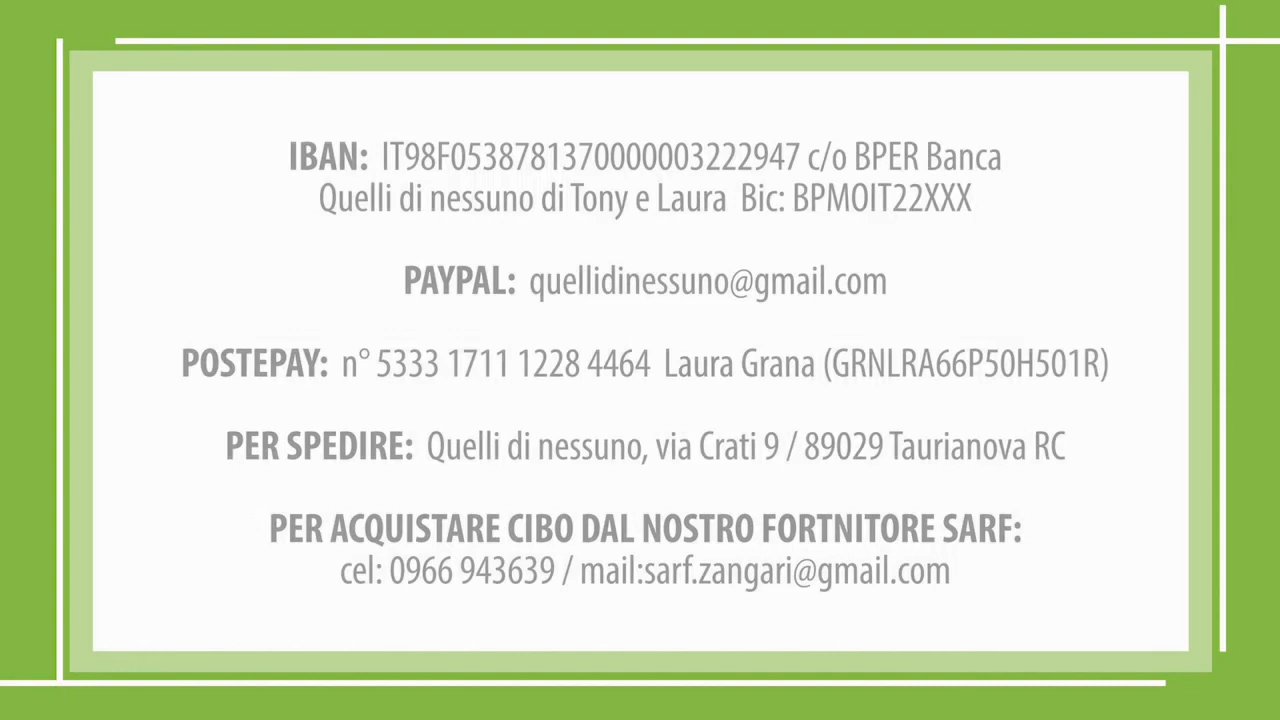 IBAN: IT98F0538781370000003222947 c/o BPER Banca
Quelli di nessuno di Tony e Laura Bic: BPMOIT22XXX
PAYPAL: quellidinessuno@gmail.com
POSTEPAY: n° 5333 1711 1228 4464 Laura Grana (GRNLRA66P50H501R)
PER SPEDIRE: Quelli di nessuno, via Crati 9 / 89029 Taurianova RC
PER ACQUISTARE CIBO DAL NOSTRO FORTNITORE SARF:
cel: 0966 943639 / mail:sarf.zangari@gmail.com